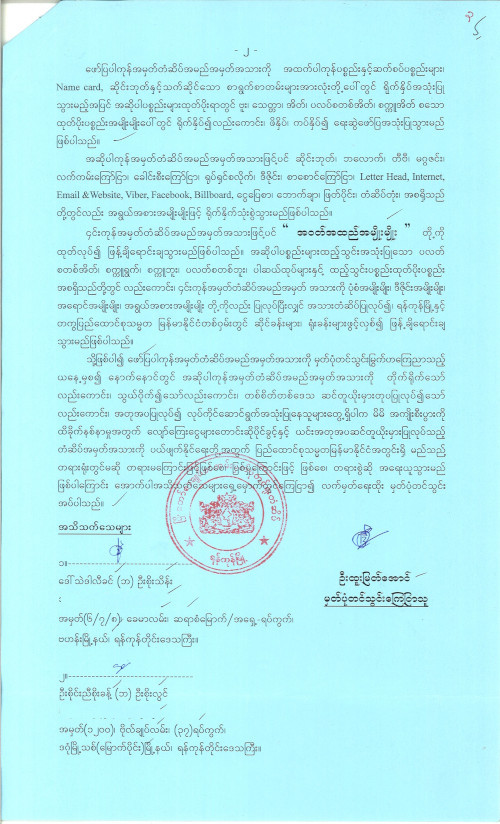 - ၂ -
ဖော်ပြပါကုန်အမှတ်တံဆိပ်အမည်အမှတ်အသားကို အထက်ပါကုန်ပစ္စည်းနှင့်ဆက်စပ်ပစ္စည်းများ၊
Name card, ဆိုင်းဘုတ်နှင့်သက်ဆိုင်သော စာရွက်စာတမ်းများအားလုံးတို့ပေါ်တွင် ရိုက်နှိပ်အသုံးပြု
သွားမည့်အပြင် အဆိုပါပစ္စည်းများထုတ်ပိုးရာတွင် ဗူး၊ သေတ္တာ၊ အိတ်၊ ပလပ်စတစ်အိတ်၊ စက္ကူအိတ် စသော
ထုတ်ပိုးပစ္စည်းအမျိုးမျိုးပေါ်တွင် ရိုက်နှိပ်၍လည်းကောင်း၊ ဖိနှိပ်၊ ကပ်နှိပ်၍ ရေးဆွဲဖော်ပြအသုံးပြုသွားမည်
ဖြစ်ပါသည်။
အဆိုပါကုန်အမှတ်တံဆိပ်အမည်အမှတ်အသားဖြင့်ပင် ဆိုင်းဘုတ်၊ ဘလောက်၊ တီဗီ၊ မဂ္ဂဇင်း၊
လက်ကမ်းကြော်ငြာ၊ ခေါင်းစီးကြော်ငြာ၊ ရုပ်ရှင်စလိုက်၊ ဒီဇိုင်း၊ စာစောင်ကြော်ငြာ၊ Letter Head, Internet,
Email &Website, Viber, Facebook, Billboard, ငွေပြေစာ၊ ဘောက်ချာ၊ ဖြတ်ပိုင်း၊ တံဆိပ်တုံး၊ အစရှိသည်
တို့တွင်လည်း အရွယ်အစားအမျိုးမျိုးဖြင့် ရိုက်နှိက်သုံးစွဲသွားမည်ဖြစ်ပါသည်။
၎င်းကုန်အမှတ်တံဆိပ်အမည်အမှတ်အသားဖြင့်ပင် “ အဝတ်အထည်အမျိုးမျိုး ” တို့ကို
ထုတ်လုပ်၍ ဖြန့်ချိရောင်းချသွားမည်ဖြစ်ပါသည်။ အဆိုပါပစ္စည်းများထည့်သွင်းအသုံးပြုသော ပလတ်
စတစ်အိတ်၊ စက္ကူရွက်၊ စက္ကူဘူး၊ ပလတ်စတစ်ဘူး၊ ပါဆယ်ထုပ်များနှင့် ထည့်သွင်းပစ္စည်းထုတ်ပိုးပစ္စည်း
အစရှိသည်တို့တွင် လည်းကောင်း၊ ၎င်းကုန်အမှတ်တံဆိပ်အမည်အမှတ် အသားကို ပုံစံအမျိုးမျိုး၊ ဒီဇိုင်းအမျိုးမျိုး၊
အရောင်အမျိုးမျိုး၊ အရွယ်အစားအမျိုးမျိုး တို့ကိုလည်း ပြုလုပ်ပြီးလျှင် အသားတံဆိပ်ပြုလုပ်၍၊ ရန်ကုန်မြို့နှင့်
တကွပြည်ထောင်စုသမ္မတ မြန်မာနိုင်ငံတစ်ဝှမ်းတွင် ဆိုင်ခန်းများ၊ ရုံးခန်းများဖွင့်လှစ်၍ ဖြန့်ချိရောင်းချ
သွားမည်ဖြစ်ပါသည်။
သို့ဖြစ်ပါ၍ ဖော်ပြပါကုန်အမှတ်တံဆိပ်အမည်အမှတ်အသားကို မှတ်ပုံတင်သွင်းမြွက်ဟကြေညာသည့်
ယနေ့မှစ၍ နောက်နောင်တွင် အဆိုပါကုန်အမှတ်တံဆိပ်အမည်အမှတ်အသားကို တိုက်ရိုက်သော်
လည်းကောင်း၊ သွယ်ဝိုက်၍သော်လည်းကောင်း၊ တစ်စိတ်တစ်ဒေသ ဆင်တူယိုးမှားတုပပြုလုပ်၍သော်
လည်းကောင်း၊ အတုအပပြုလုပ်၍ လုပ်ကိုင်ဆောင်ရွက်အသုံးပြုနေသူများတွေ့ရှိပါက မိမိ အကျိုးစီးပွားကို
ထိခိုက်နစ်နာမှုအတွက် လျော်ကြေးငွေများတောင်းဆိုပိုင်ခွင့်နှင့် ယင်းအတုအပဆင်တူယိုးမှားပြုလုပ်သည့်
တံဆိပ်အမှတ်အသားကို ပယ်ဖျက်နိုင်ရေးတို့အတွက် ပြည်ထောင်စုသမ္မတမြန်မာနိုင်ငံအတွင်းရှိ မည်သည့်
တရားရုံးတွင်မဆို တရားမကြောင်းဖြင့်ဖြစ်စေ၊ ပြစ်မှုကြောင်းဖြင့် ဖြစ်စေ၊ တရားစွဲဆို အရေးယူသွားမည်
ဖြစ်ပါကြောင်း အောက်ပါအသိသက်သေများရှေ့မှောက်တွင်ကြေငြာ၍ လက်မှတ်ရေးထိုး မှတ်ပုံတင်သွင်း
အပ်ပါသည်။
အသိသက်သေများ
၁။
ဒေါ်သဲဒါလီခင် (ဘ) ဦးစိုးသိန်း
အမှတ်(၆/၇/၈)၊ ခေမာလမ်း၊ ဆရာစံမြောက်/အရှေ့-ရပ်ကွက်၊
ဗဟန်းမြို့နယ်၊ ရန်ကုန်တိုင်းဒေသကြီး။
ဦးထူးမြတ်အောင်
မှတ်ပုံတင်သွင်းကြေငြာသူ
ရန်ကုန်မြို့
၂။
ဦးစိုင်းညီစိုးခန့် (ဘ) ဦးစိုးလွင်
အမှတ်(၁၂၀၀)၊ ဗိုလ်ချုပ်လမ်း၊ (၃၇)ရပ်ကွက်၊
ဒဂုံမြို့သစ်(မြောက်ပိုင်း)မြို့နယ်၊ ရန်ကုန်တိုင်းဒေသကြီး။